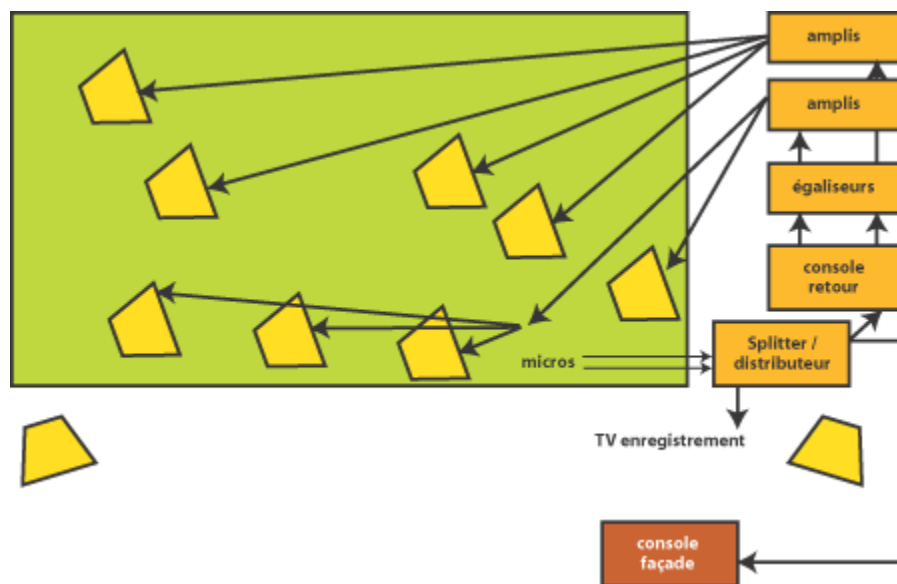 amplis
amplis
égaliseurs
console
retour
Splitter /
distributeur
micros
TV enregistrement
console
façade